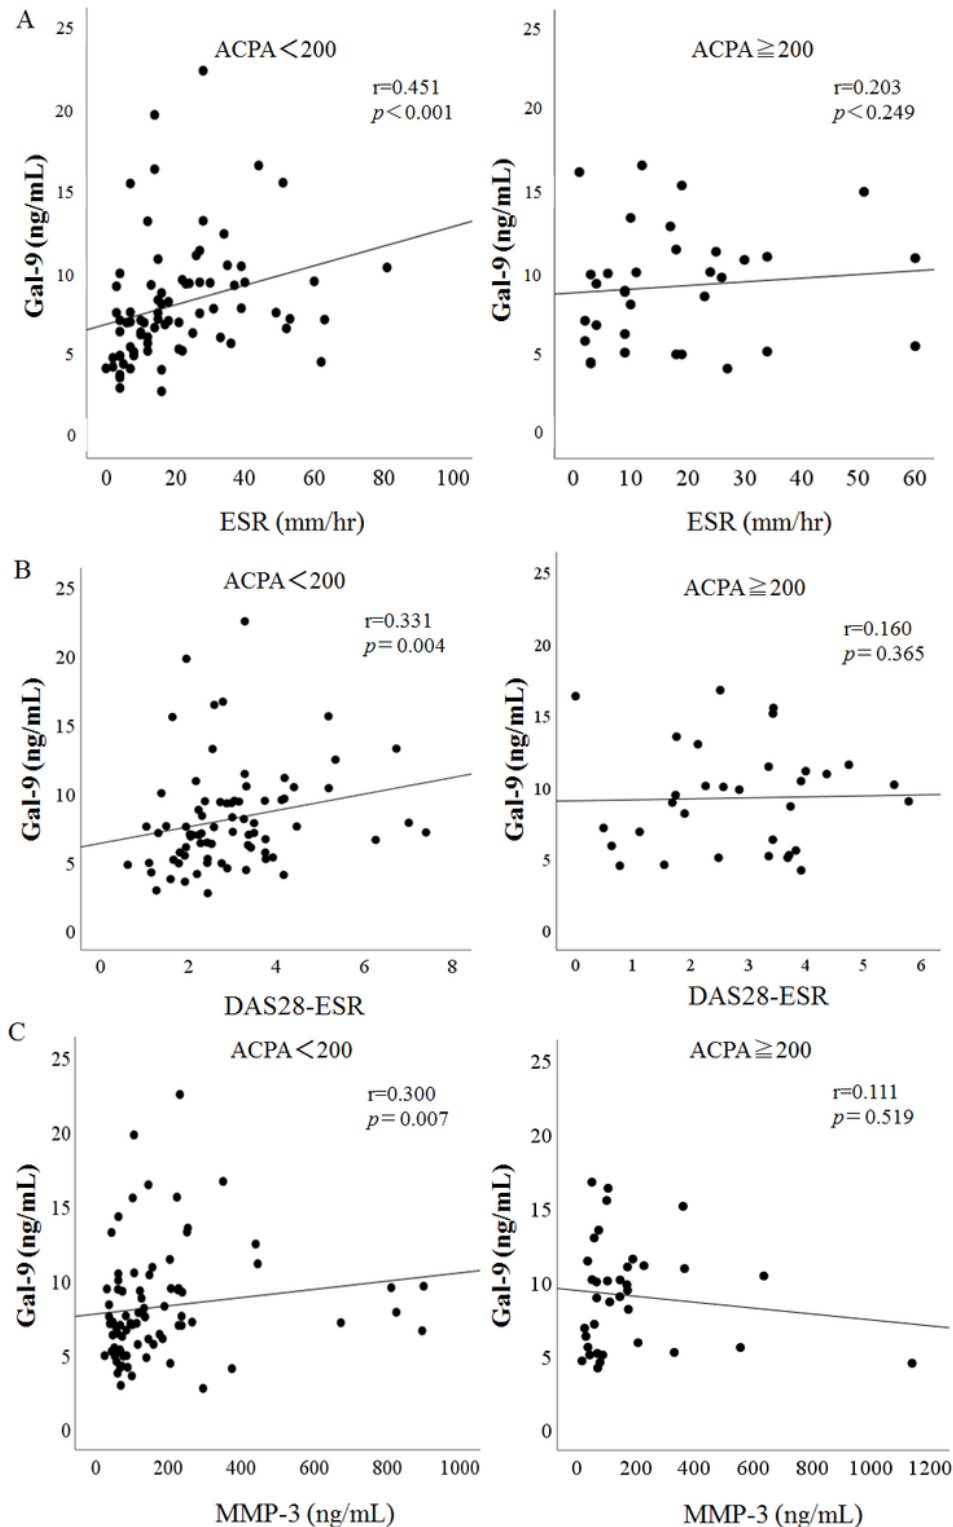 A
ACPA＜200
r=0.451
p＜0.001
Gal-9 (ng/mL)
25
20
15
10
5
0
0 20 40 60 80 100
ESR (mm/hr)
ACPA≧200
r=0.203
p＜0.249
Gal-9 (ng/mL)
25
20
15
10
5
0
0 10 20 30 40 50 60
ESR (mm/hr)
B
ACPA＜200
r=0.331
p＝0.004
Gal-9 (ng/mL)
25
20
15
10
5
0
0 2 4 6 8
DAS28-ESR
ACPA≧200
r=0.160
p＝0.365
Gal-9 (ng/mL)
25
20
15
10
5
0
0 1 2 3 4 5 6
DAS28-ESR
C
ACPA＜200
r=0.300
p＝0.007
Gal-9 (ng/mL)
25
20
15
10
5
0
0 200 400 600 800 1000
MMP-3 (ng/mL)
ACPA≧200
r=0.111
p＝0.519
Gal-9 (ng/mL)
25
20
15
10
5
0
0 200 400 600 800 1000 1200
MMP-3 (ng/mL)